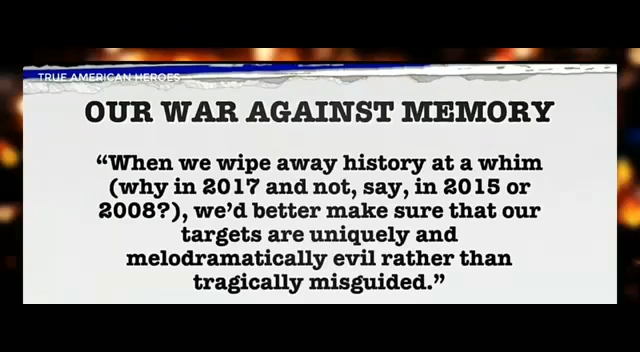 TRUE AMERICAN HEROES
OUR WAR AGAINST MEMORY
“When we wipe away history at a whim
(why in 2017 and not, say, in 2015 or
2008?), we’d better make sure that our
targets are uniquely and
melodramatically evil rather than
tragically misguided.”